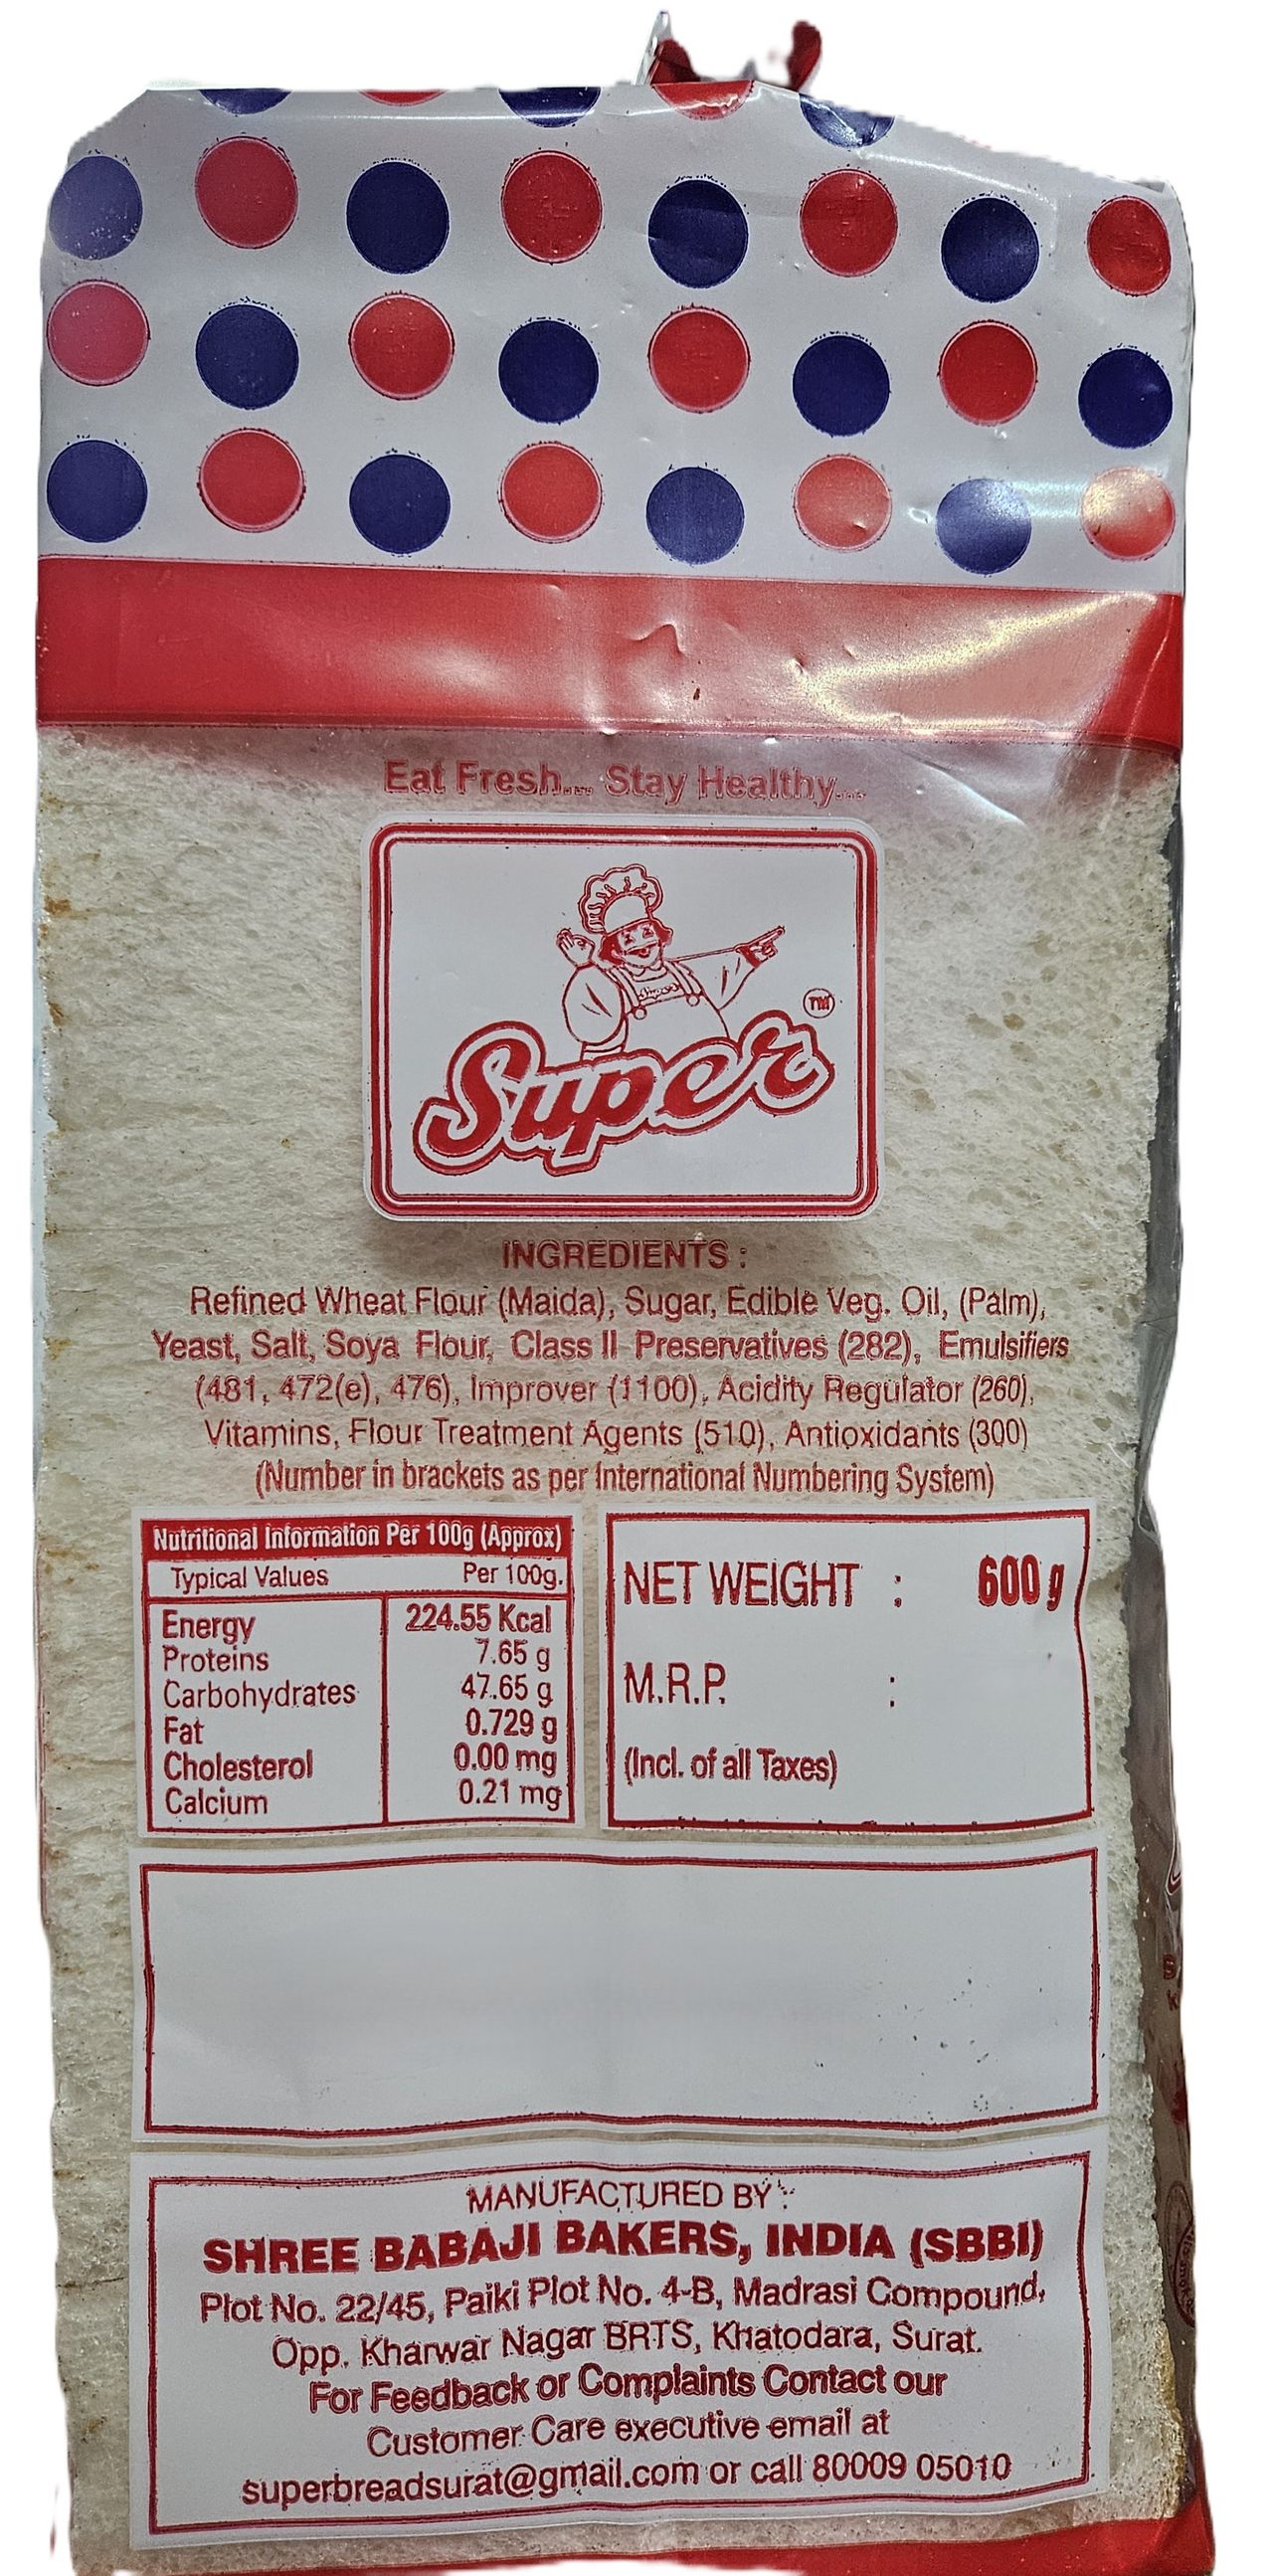 Eat Fresh... Stay Healthy...
Super
TM
INGREDIENTS :
Refined Wheat Flour (Maida), Sugar, Edible Veg. Oil, (Palm),
Yeast, Salt, Soya Flour, Class II Preservatives (282), Emulsifiers
(481, 472(e), 476), Improver (1100), Acidity Regulator (260),
Vitamins, Flour Treatment Agents (510), Antioxidants (300)
(Number in brackets as per International Numbering System)
Nutritional Information Per 100g (Approx)
Typical Values Per 100g.
Energy 224.55 Kcal
Proteins 7.65 g
Carbohydrates 47.65 g
Fat 0.729 g
Cholesterol 0.00 mg
Calcium 0.21 mg
NET WEIGHT : 600 g
M.R.P. :
(Incl. of all Taxes)
MANUFACTURED BY :
SHREE BABAJI BAKERS, INDIA (SBBI)
Plot No. 22/45, Paiki Plot No. 4-B, Madrasi Compound,
Opp. Kharwar Nagar BRTS, Khatodara, Surat.
For Feedback or Complaints Contact our
Customer Care executive email at
superbreadsurat@gmail.com or call 80009 05010